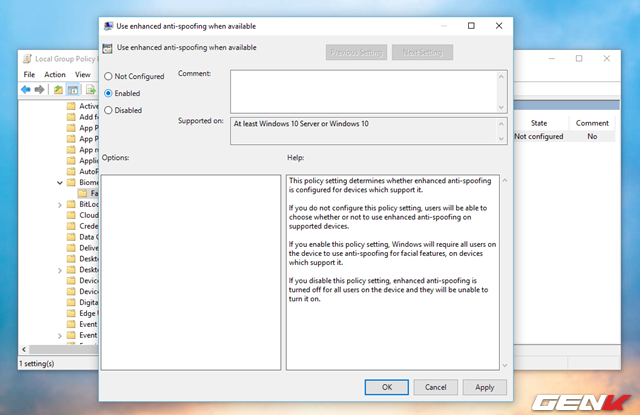 Use enhanced anti-spoofing when available
Use enhanced anti-spoofing when available
Previous Setting
Next Setting
Not Configured
Enabled
Disabled
Comment:
Supported on:
At least Windows 10 Server or Windows 10
Options:
Help:
This policy setting determines whether enhanced anti-spoofing
is configured for devices which support it.
If you do not configure this policy setting, users will be able to
choose whether or not to use enhanced anti-spoofing on
supported devices.
If you enable this policy setting, Windows will require all users on
the device to use anti-spoofing for facial features, on devices
which support it.
If you disable this policy setting, enhanced anti-spoofing is
turned off for all users on the device and they will be unable to
turn it on.
OK
Cancel
Apply
Local Group Policy
File Action View
Active
Add fe
App P
App P
App n
Applic
AutoP
Biome
Fa
BitLoc
Cloud
Crede
Data C
Delive
Deskt
Device
Device
Digita
Edge
Event
Event
State
Comment
Not configured
No
1 setting(s)
GENK